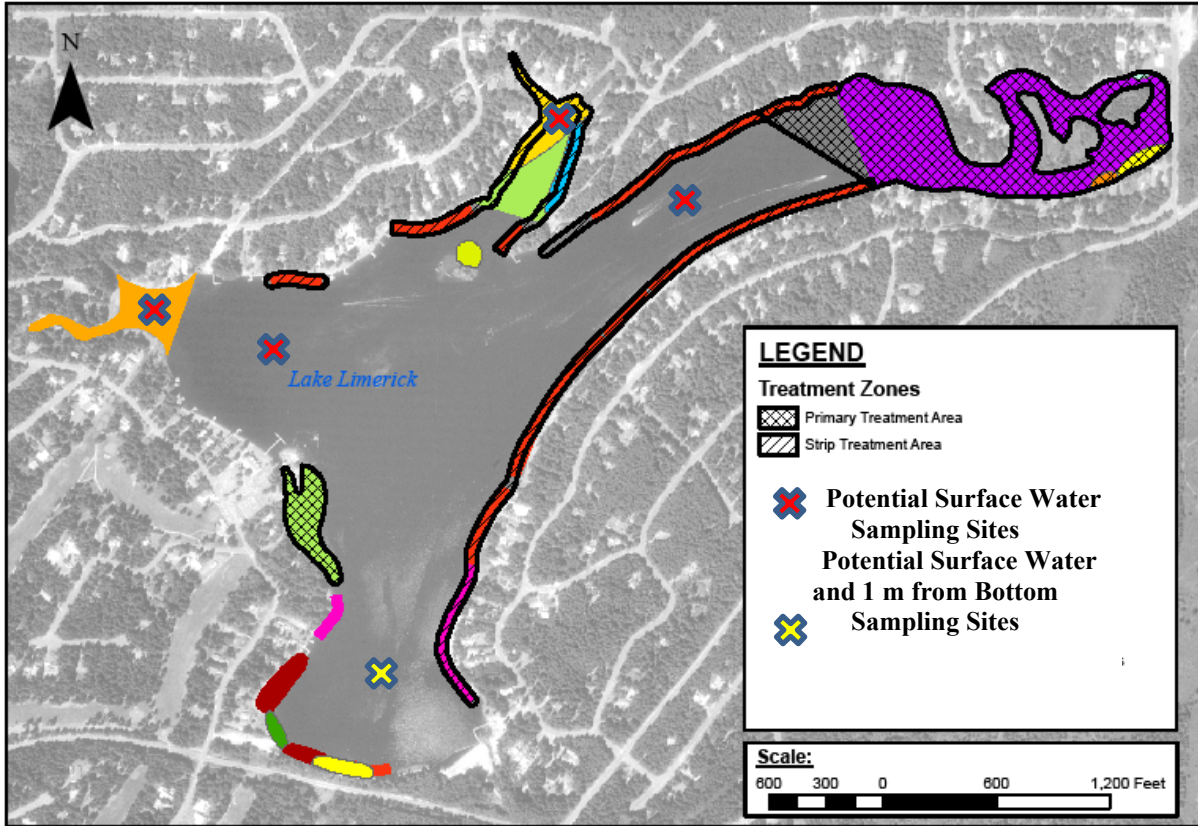 N
Lake Limerick
LEGEND
Treatment Zones
Primary Treatment Area
Strip Treatment Area
Potential Surface Water
Sampling Sites
Potential Surface Water
and 1 m from Bottom
Sampling Sites
Scale:
600 300 0 600 1,200 Feet